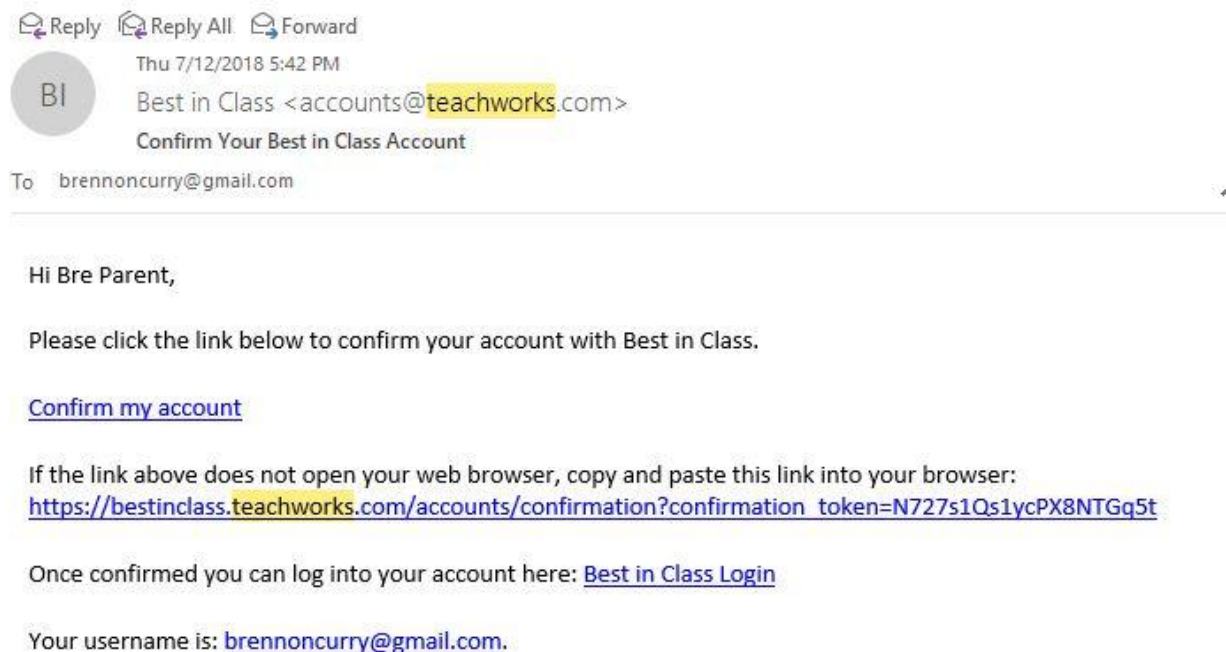 Reply Reply All Forward
Thu 7/12/2018 5:42 PM
BI
Best in Class <accounts@teachworks.com>
Confirm Your Best in Class Account
To brennoncurry@gmail.com
Hi Bre Parent,
Please click the link below to confirm your account with Best in Class.
Confirm my account
If the link above does not open your web browser, copy and paste this link into your browser:
https://bestinclass.teachworks.com/accounts/confirmation?confirmation_token=N727s1Qs1ycPX8NTGq5t
Once confirmed you can log into your account here: Best in Class Login
Your username is: brennoncurry@gmail.com.